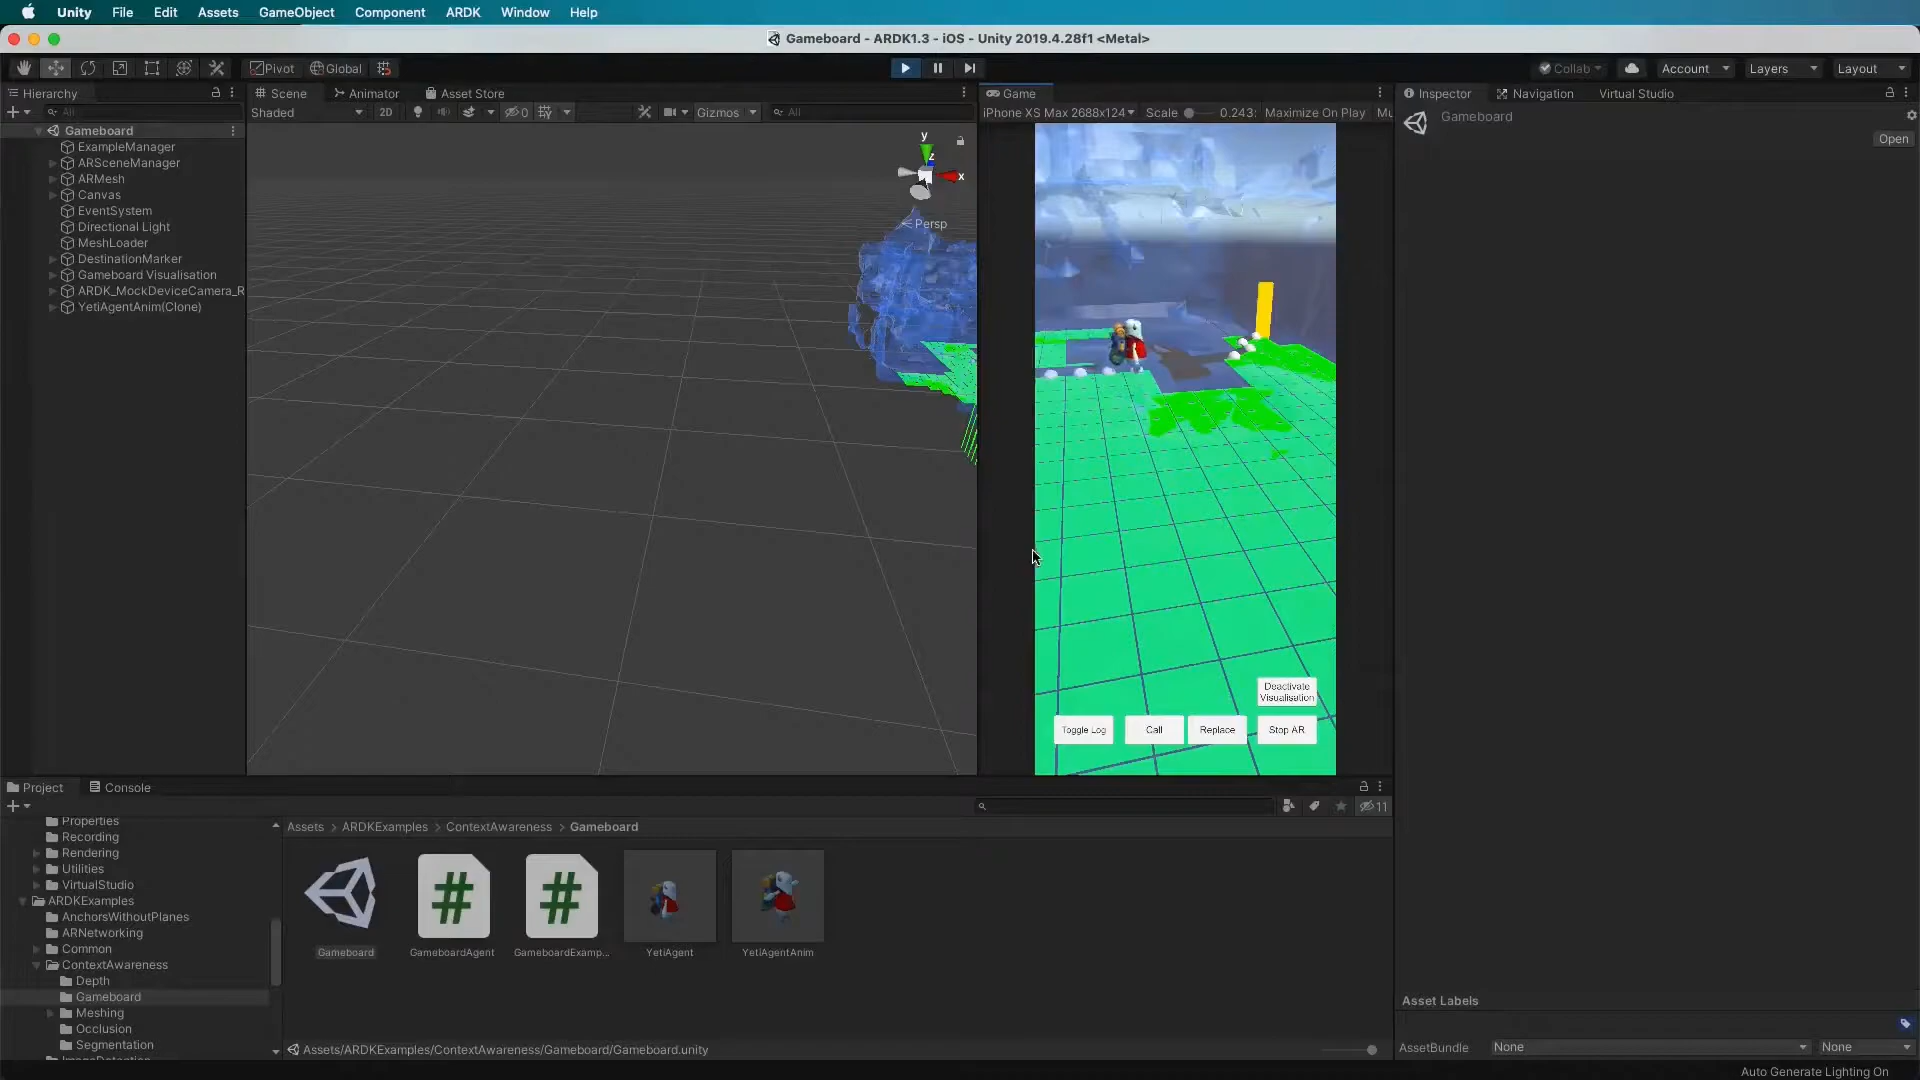 Unity File Edit Assets GameObject Component ARDK Window Help
Gameboard - ARDK1.3 - iOS - Unity 2019.4.28f1 <Metal>
Pivot Global Collab Account Layers Layout
Hierarchy
All
Gameboard
ExampleManager
ARSceneManager
ARMesh
Canvas
EventSystem
Directional Light
MeshLoader
DestinationMarker
Gameboard Visualisation
ARDK_MockDeviceCamera_R
YetiAgentAnim(Clone)
Scene Animator Asset Store
Shaded 2D 0 Gizmos All
y
z
x
Persp
Game
iPhone XS Max 2688x124 Scale 0.243: Maximize On Play Mu
Deactivate
Visualisation
Toggle Log Call Replace Stop AR
Inspector Navigation Virtual Studio
Gameboard
Open
Project Console
11
Properties
Recording
Rendering
Utilities
VirtualStudio
ARDKExamples
AnchorsWithoutPlanes
ARNetworking
Common
ContextAwareness
Depth
Gameboard
Meshing
Occlusion
Segmentation
Assets > ARDKExamples > ContextAwareness > Gameboard
# #
Gameboard GameboardAgent GameboardExamp... YetiAgent YetiAgentAnim
Assets/ARDKExamples/ContextAwareness/Gameboard/Gameboard.unity
Asset Labels
AssetBundle None None
Auto Generate Lighting On